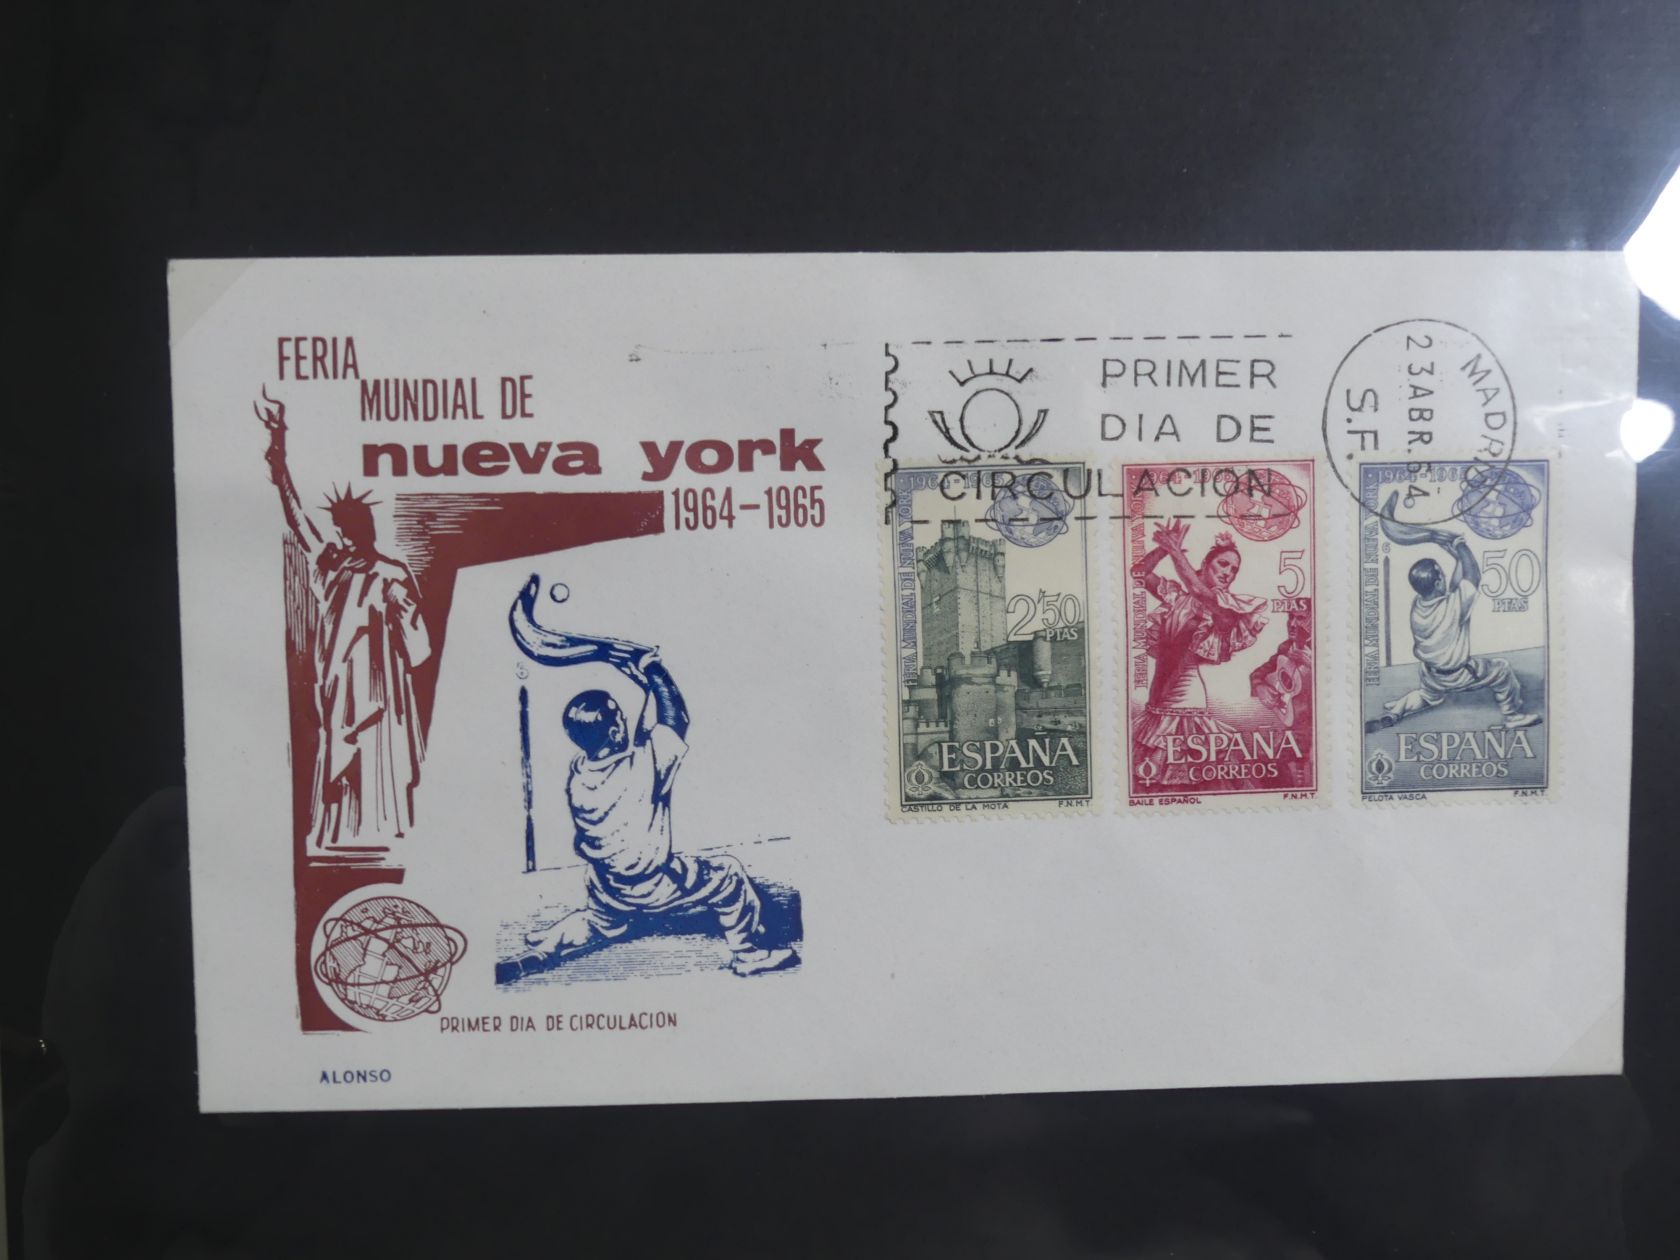 FERIA
MUNDIAL DE
nueva york
1964-1965
6
PRIMER DIA DE CIRCULACION
ALONSO
PRIMER
DIA DE
CIRCULACION
MADRID
23 ABR. 64
S.F.
1964-1965
FERIA MUNDIAL DE NUEVA YORK
2'50
PTAS
ESPAÑA
CORREOS
CASTILLO DE LA MOTA F.N.M.T.
1964-1965
FERIA MUNDIAL DE NUEVA YORK
5
PTAS
ESPAÑA
CORREOS
BAILE ESPAÑOL F.N.M.T.
1964-1965
FERIA MUNDIAL DE NUEVA YORK
6
50
PTAS
ESPAÑA
CORREOS
PELOTA VASCA F.N.M.T.